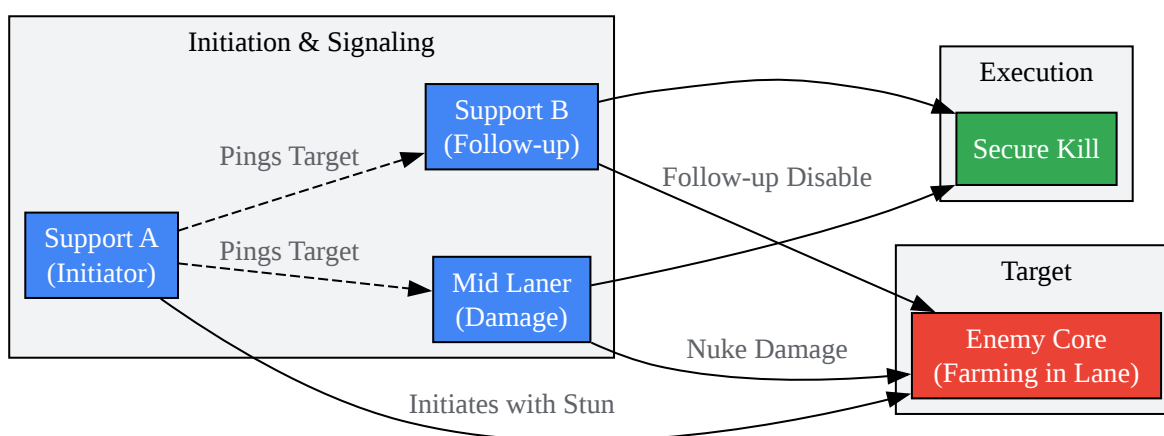 Initiation & Signaling
Execution
Support B
(Follow-up)
Secure Kill
Pings Target
Follow-up Disable
Support A
(Initiator)
Pings Target
Mid Laner
(Damage)
Target
Nuke Damage
Enemy Core
(Farming in Lane)
Initiates with Stun